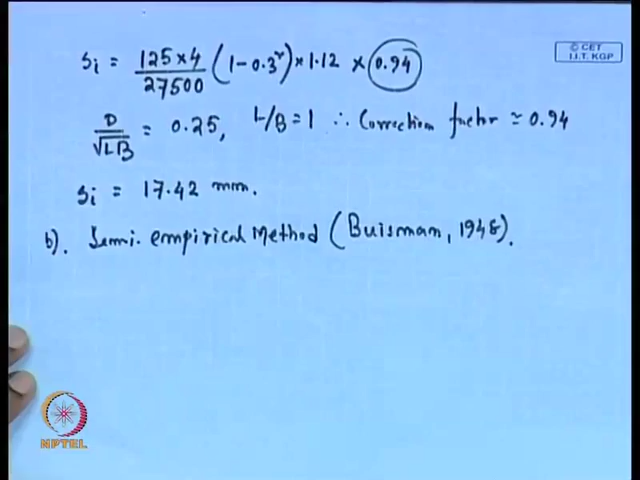 Si = 125×4/27500 (1-0.3²)×1.12 × 0.94
D/√LB = 0.25, L/B = 1 ∴ Correction factor ≃ 0.94
Si = 17.42 mm.
b). Semi-empirical Method (Buisman, 1948).
© CET
I.I.T. KGP
NPTEL